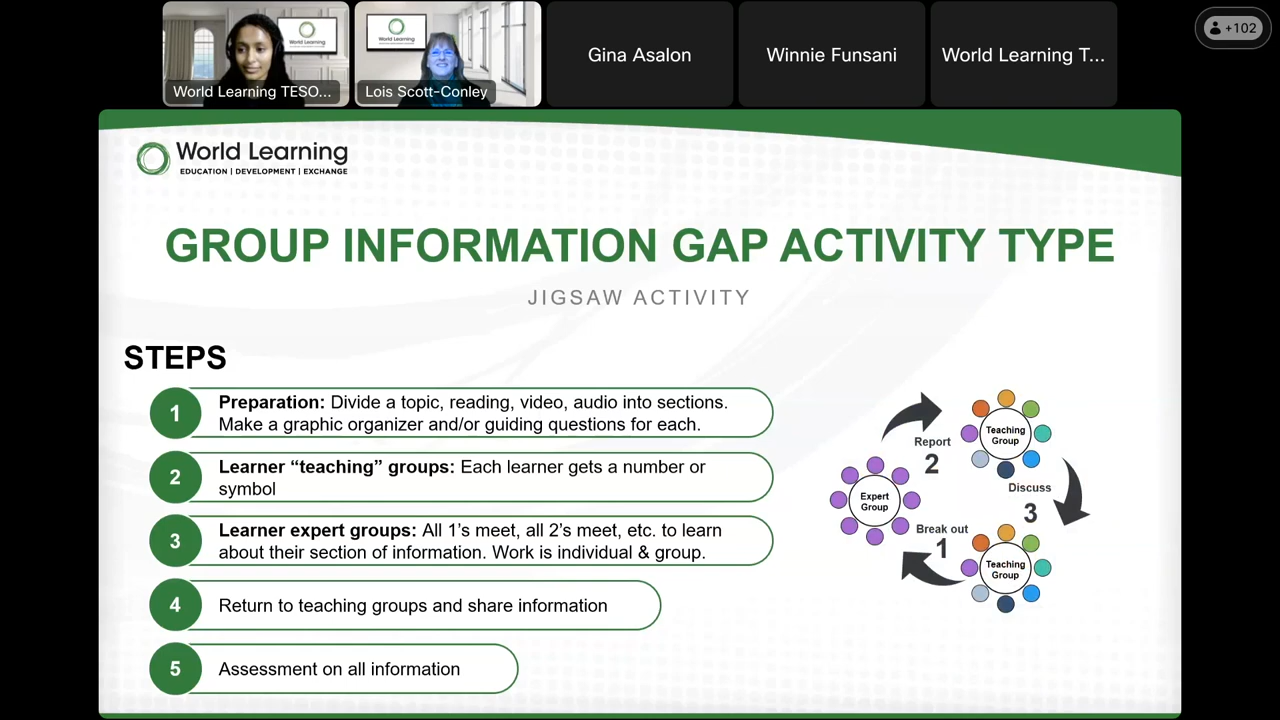 World Learning TESO...
Lois Scott-Conley
Gina Asalon
Winnie Funsani
World Learning T...
+102
World Learning
EDUCATION | DEVELOPMENT | EXCHANGE
GROUP INFORMATION GAP ACTIVITY TYPE
JIGSAW ACTIVITY
STEPS
1
Preparation: Divide a topic, reading, video, audio into sections.
Make a graphic organizer and/or guiding questions for each.
2
Learner “teaching” groups: Each learner gets a number or
symbol
3
Learner expert groups: All 1’s meet, all 2’s meet, etc. to learn
about their section of information. Work is individual & group.
4
Return to teaching groups and share information
5
Assessment on all information
Teaching
Group
Report
2
Discuss
3
Expert
Group
Break out
1
Teaching
Group